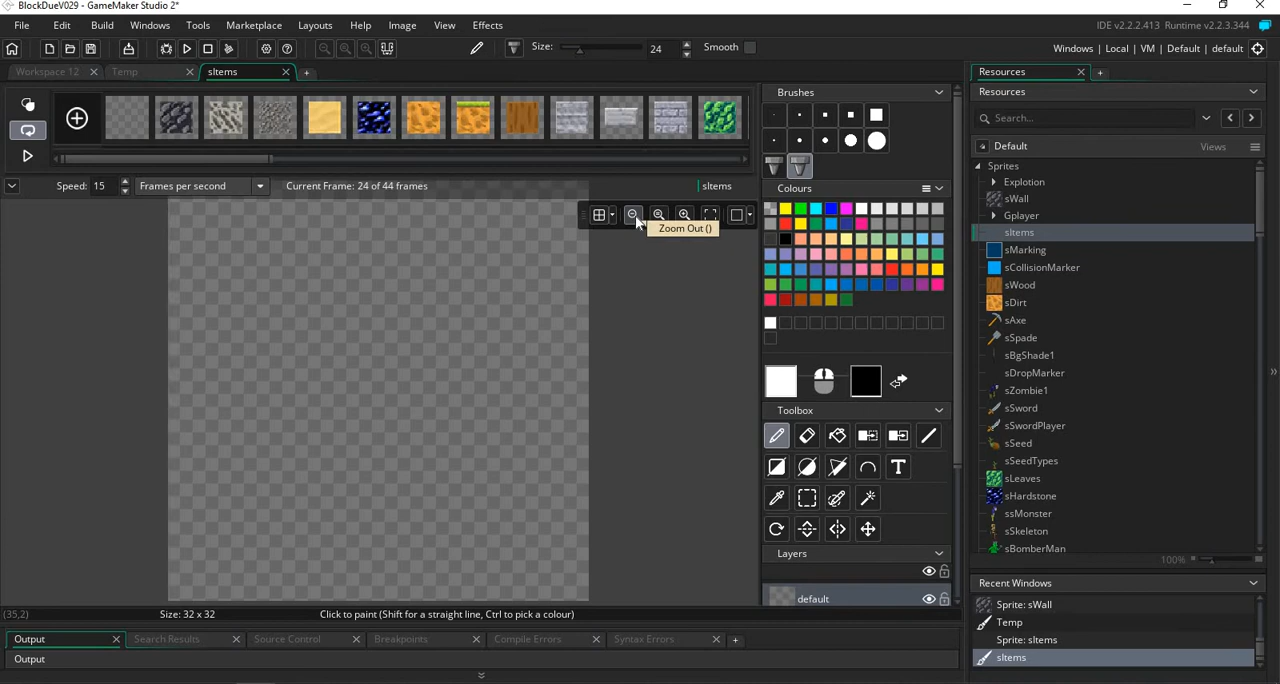 BlockDueV029 - GameMaker Studio 2*
File Edit Build Windows Tools Marketplace Layouts Help Image View Effects
IDE v2.2.2.413 Runtime v2.2.3.344
Size: 24 Smooth
Windows | Local | VM | Default | default
Workspace 12 Temp sItems
Resources
Brushes
Resources
Search...
Default Views
Sprites
Explotion
Speed: 15 Frames per second Current Frame: 24 of 44 frames sItems
Colours
sWall
Gplayer
Zoom Out ()
sItems
sMarking
sCollisionMarker
sWood
sDirt
sAxe
sSpade
sBgShade1
sDropMarker
sZombie1
Toolbox
sSword
sSwordPlayer
sSeed
T
sSeedTypes
sLeaves
sHardstone
ssMonster
sSkeleton
Layers
sBomberMan
100%
Recent Windows
default
Sprite: sWall
(35,2) Size: 32 x 32 Click to paint (Shift for a straight line, Ctrl to pick a colour)
Temp
Output Search Results Source Control Breakpoints Compile Errors Syntax Errors
Sprite: sItems
Output
sItems